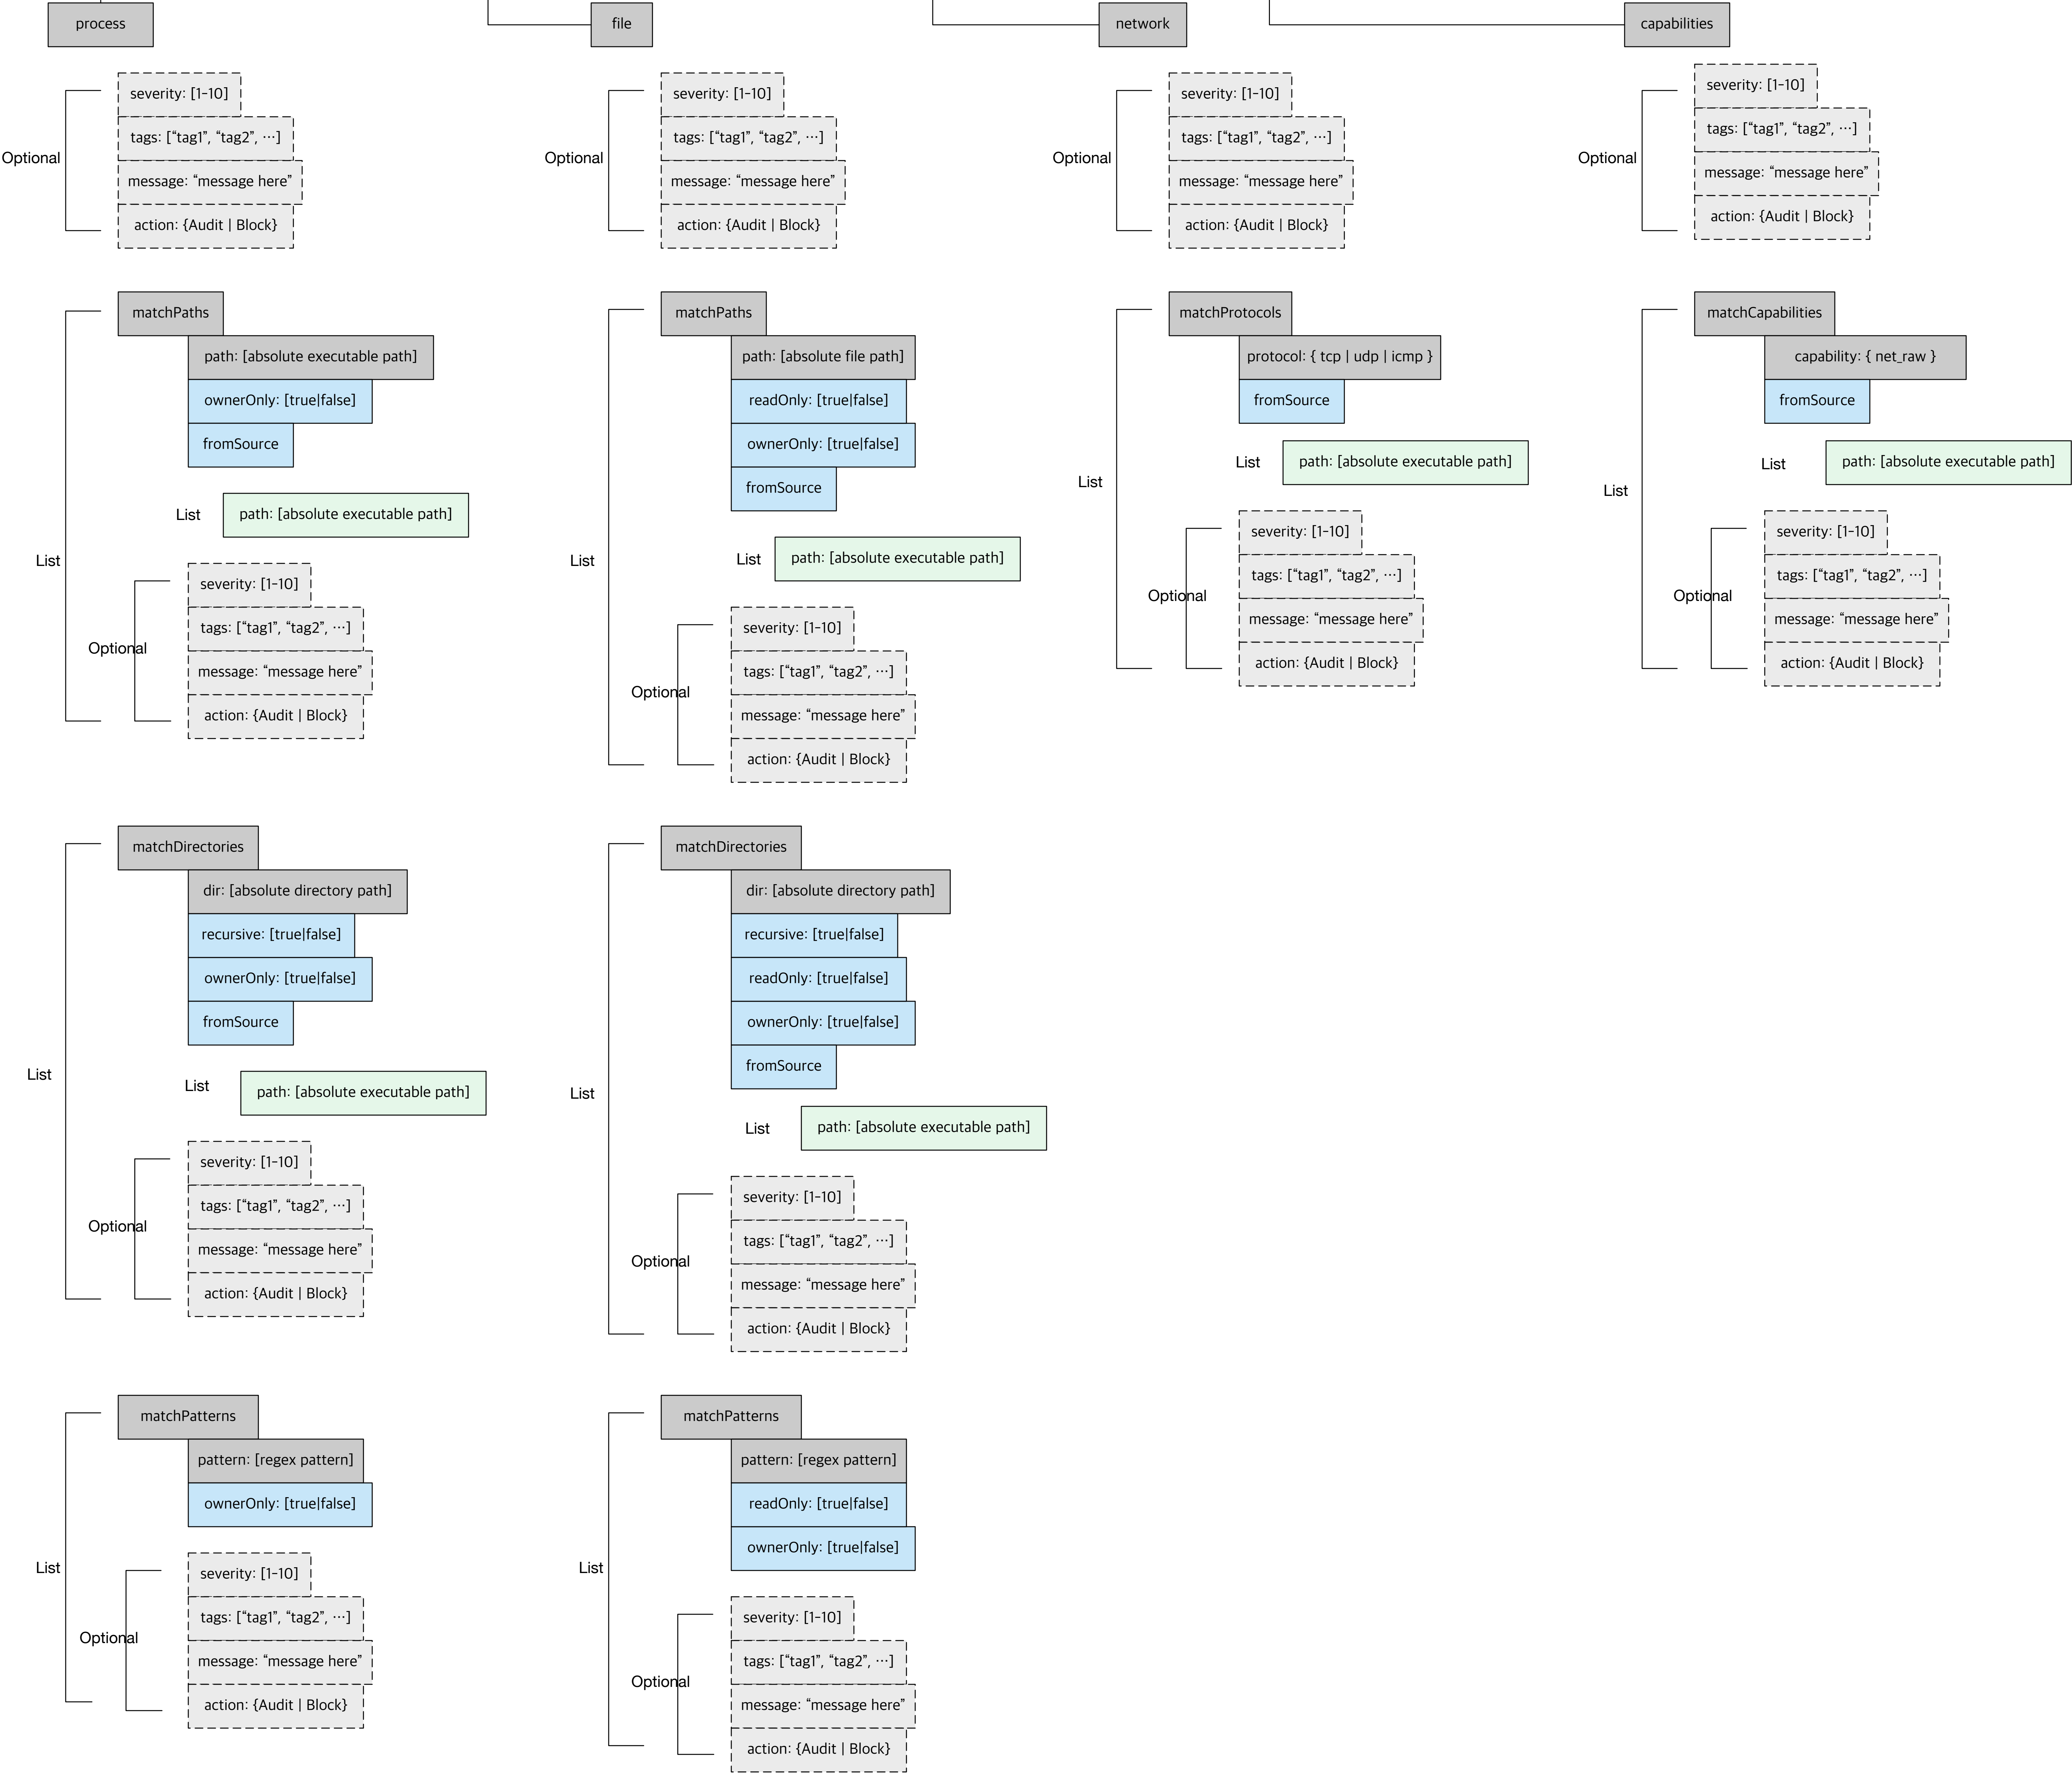 process
Optional
severity: [1-10]
tags: [“tag1”, “tag2”, ⋯]
message: “message here”
action: {Audit | Block}
List
matchPaths
path: [absolute executable path]
ownerOnly: [true|false]
fromSource
List
path: [absolute executable path]
Optional
severity: [1-10]
tags: [“tag1”, “tag2”, ⋯]
message: “message here”
action: {Audit | Block}
List
matchDirectories
dir: [absolute directory path]
recursive: [true|false]
ownerOnly: [true|false]
fromSource
List
path: [absolute executable path]
Optional
severity: [1-10]
tags: [“tag1”, “tag2”, ⋯]
message: “message here”
action: {Audit | Block}
List
matchPatterns
pattern: [regex pattern]
ownerOnly: [true|false]
Optional
severity: [1-10]
tags: [“tag1”, “tag2”, ⋯]
message: “message here”
action: {Audit | Block}
file
Optional
severity: [1-10]
tags: [“tag1”, “tag2”, ⋯]
message: “message here”
action: {Audit | Block}
List
matchPaths
path: [absolute file path]
readOnly: [true|false]
ownerOnly: [true|false]
fromSource
List
path: [absolute executable path]
Optional
severity: [1-10]
tags: [“tag1”, “tag2”, ⋯]
message: “message here”
action: {Audit | Block}
List
matchDirectories
dir: [absolute directory path]
recursive: [true|false]
readOnly: [true|false]
ownerOnly: [true|false]
fromSource
List
path: [absolute executable path]
Optional
severity: [1-10]
tags: [“tag1”, “tag2”, ⋯]
message: “message here”
action: {Audit | Block}
List
matchPatterns
pattern: [regex pattern]
readOnly: [true|false]
ownerOnly: [true|false]
Optional
severity: [1-10]
tags: [“tag1”, “tag2”, ⋯]
message: “message here”
action: {Audit | Block}
network
Optional
severity: [1-10]
tags: [“tag1”, “tag2”, ⋯]
message: “message here”
action: {Audit | Block}
List
matchProtocols
protocol: { tcp | udp | icmp }
fromSource
List
path: [absolute executable path]
Optional
severity: [1-10]
tags: [“tag1”, “tag2”, ⋯]
message: “message here”
action: {Audit | Block}
capabilities
Optional
severity: [1-10]
tags: [“tag1”, “tag2”, ⋯]
message: “message here”
action: {Audit | Block}
List
matchCapabilities
capability: { net_raw }
fromSource
List
path: [absolute executable path]
Optional
severity: [1-10]
tags: [“tag1”, “tag2”, ⋯]
message: “message here”
action: {Audit | Block}